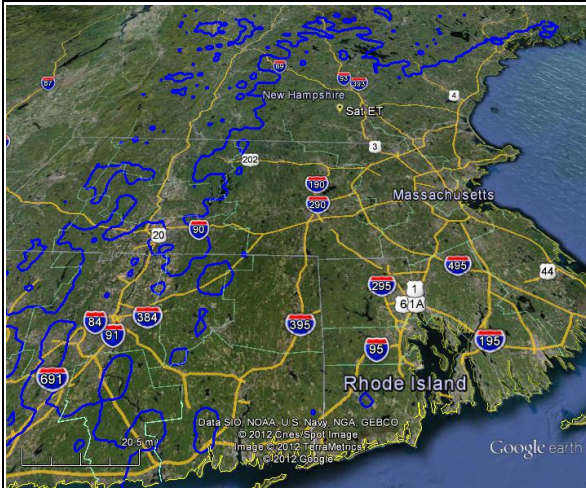 87
89
93
393
4
New Hampshire
Sat ET
3
202
190
Massachusetts
290
20
90
495
44
295
1
6
1A
84
384
395
91
195
95
691
Rhode Island
Data SIO, NOAA, U.S. Navy, NGA, GEBCO
© 2012 Cnes/Spot Image
Image © 2012 TerraMetrics
© 2012 Google
20.5 mi
Google earth